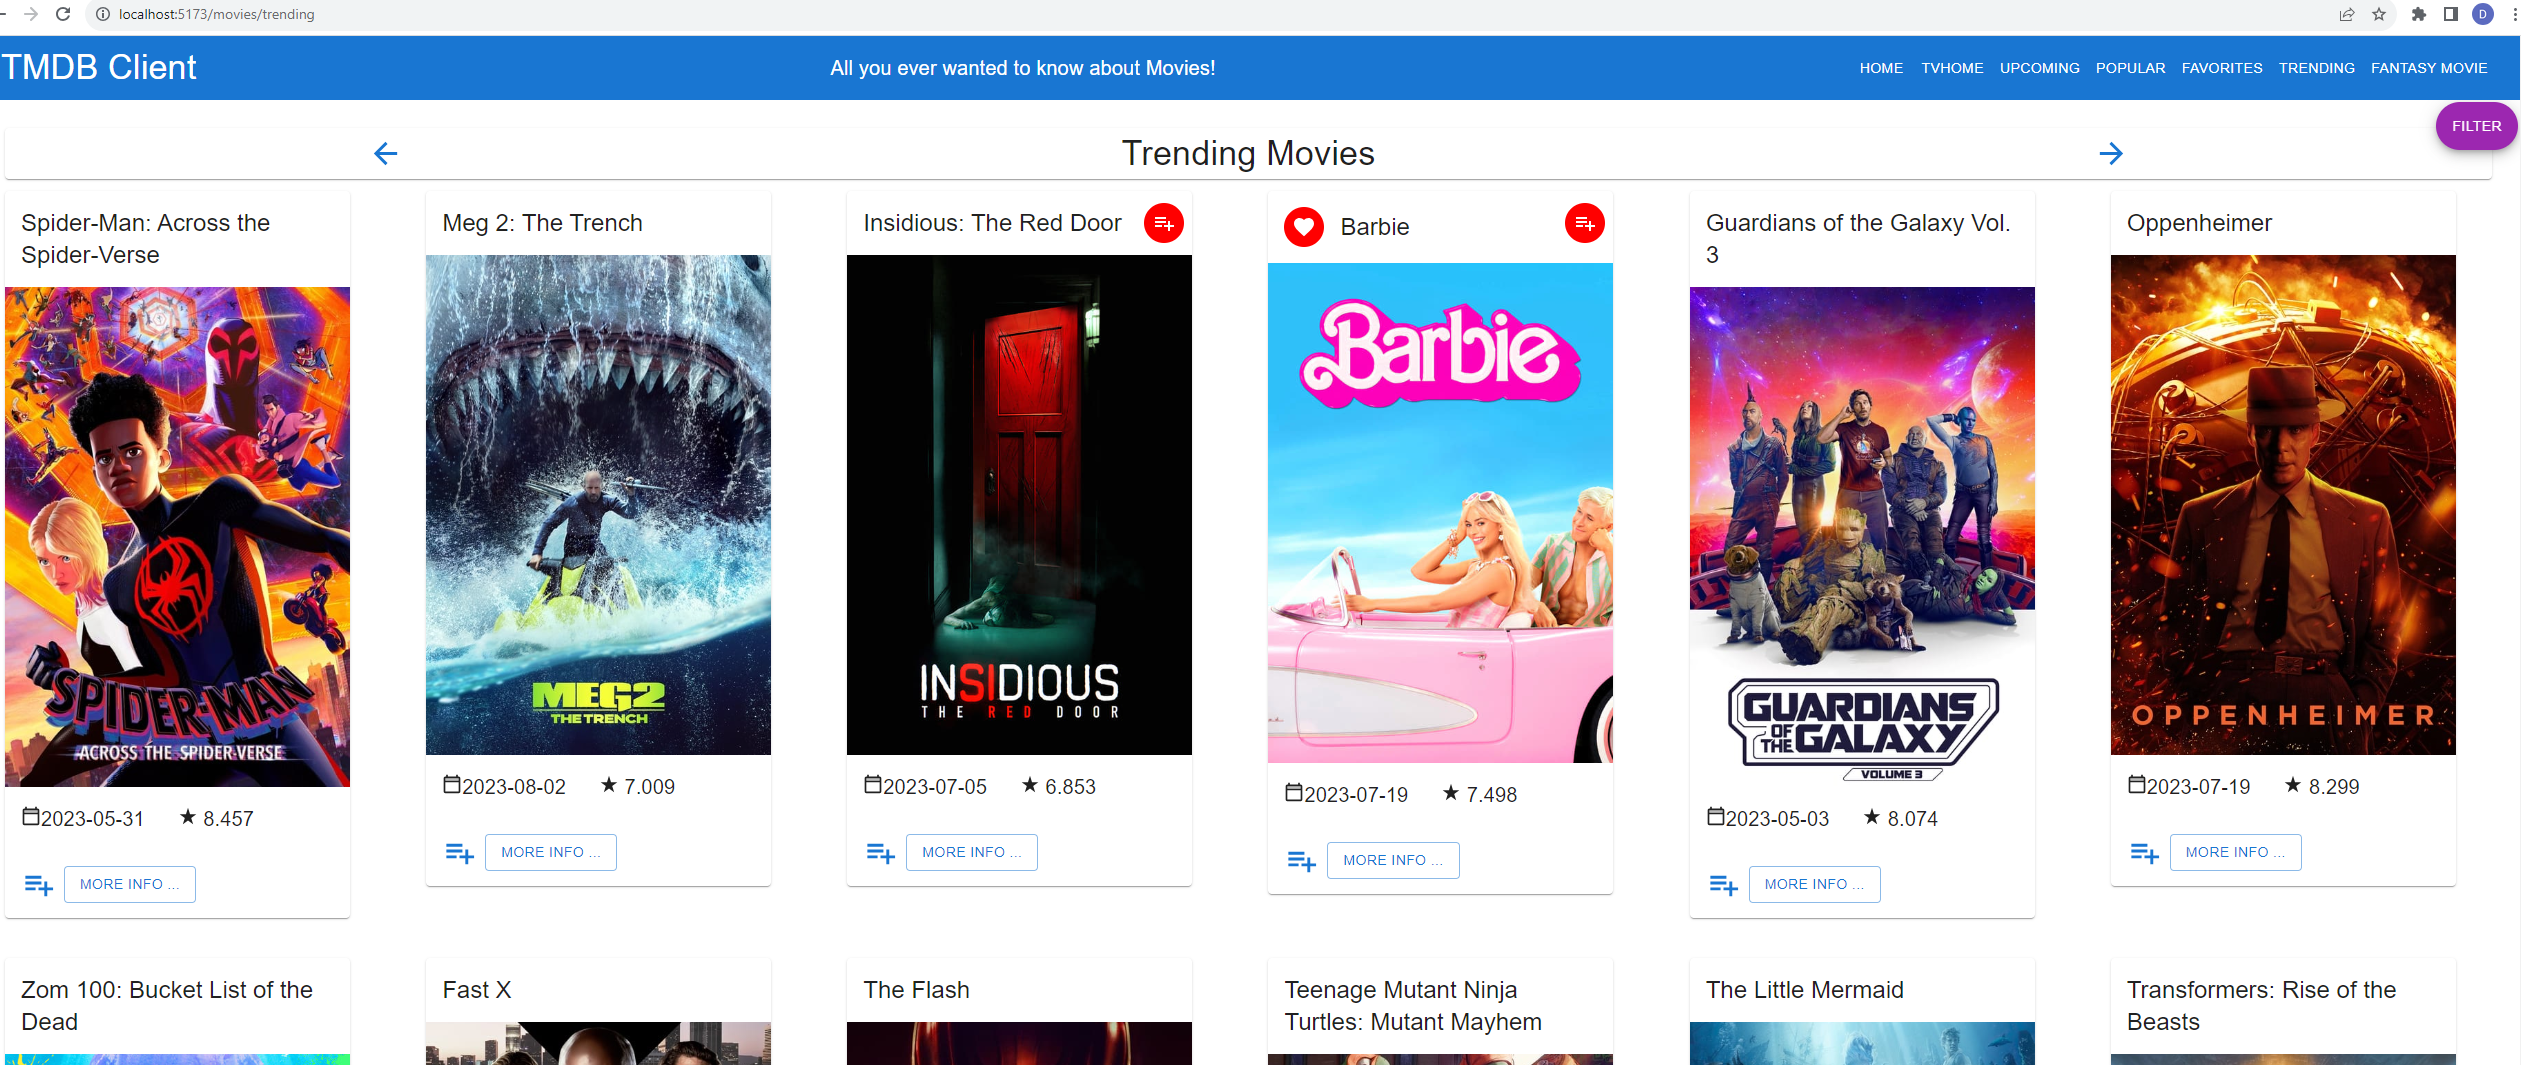 localhost:5173/movies/trending
D
TMDB Client
All you ever wanted to know about Movies!
HOME TVHOME UPCOMING POPULAR FAVORITES TRENDING FANTASY MOVIE
FILTER
Trending Movies
Spider-Man: Across the
Spider-Verse
SPIDER-MAN
ACROSS THE SPIDER-VERSE
2023-05-31 ★ 8.457
MORE INFO ...
Meg 2: The Trench
MEG2
THE TRENCH
2023-08-02 ★ 7.009
MORE INFO ...
Insidious: The Red Door
INSIDIOUS
THE RED DOOR
2023-07-05 ★ 6.853
MORE INFO ...
Barbie
Barbie
2023-07-19 ★ 7.498
MORE INFO ...
Guardians of the Galaxy Vol.
3
GUARDIANS
OF THE GALAXY
VOLUME 3
2023-05-03 ★ 8.074
MORE INFO ...
Oppenheimer
OPPENHEIMER
2023-07-19 ★ 8.299
MORE INFO ...
Zom 100: Bucket List of the
Dead
Fast X
The Flash
Teenage Mutant Ninja
Turtles: Mutant Mayhem
The Little Mermaid
Transformers: Rise of the
Beasts